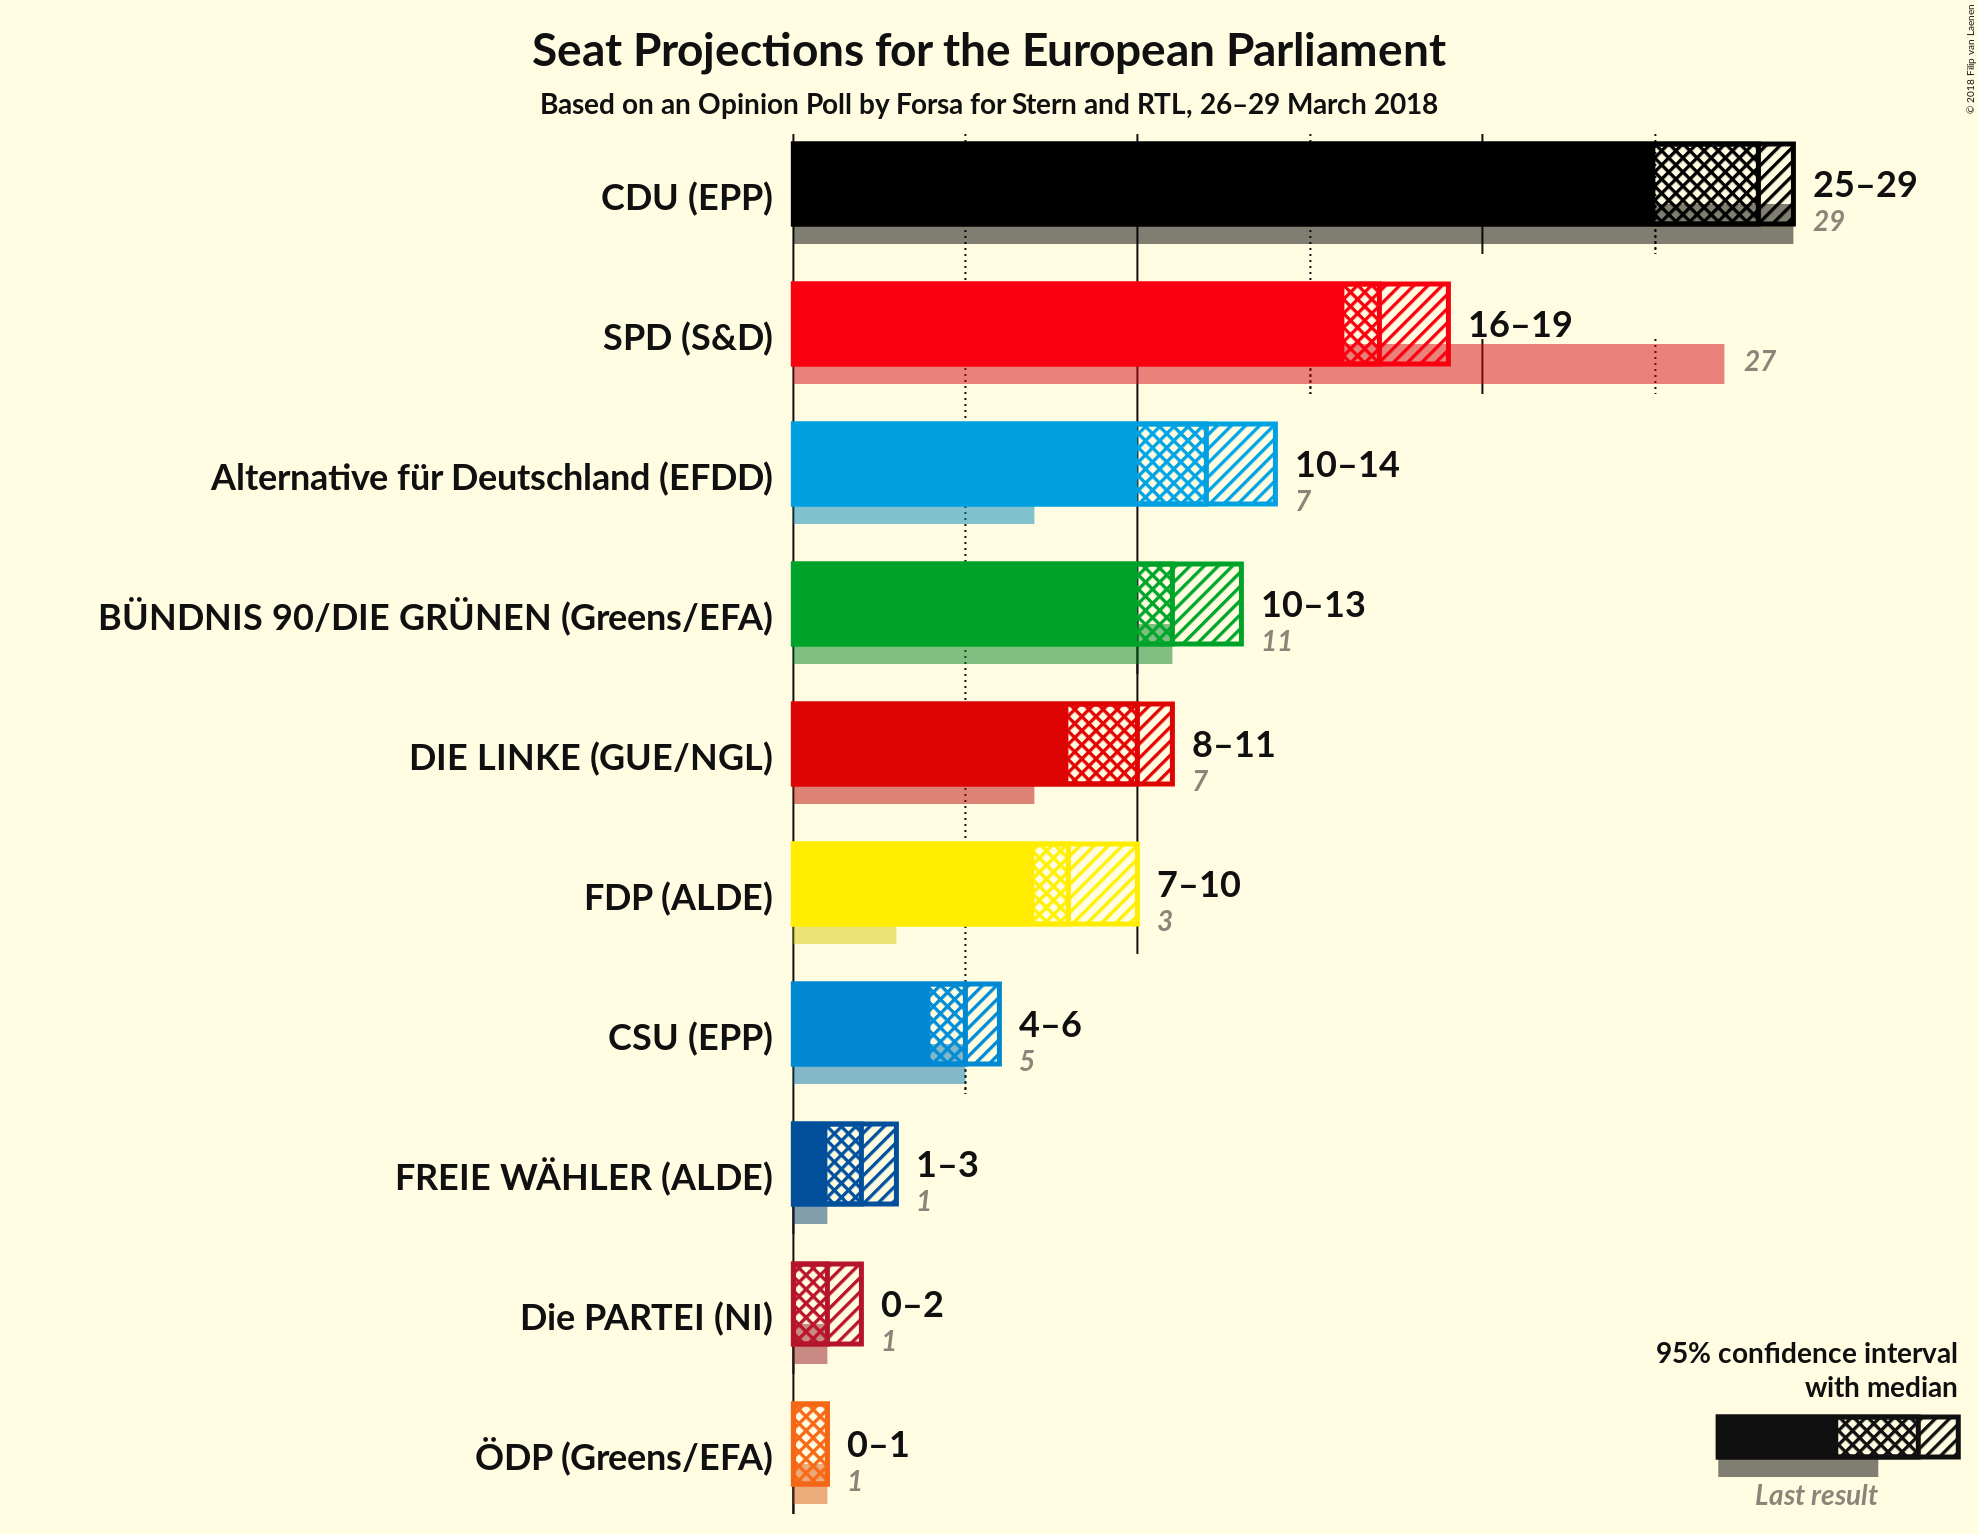 Seat Projections for the European Parliament
Based on an Opinion Poll by Forsa for Stern and RTL, 26–29 March 2018
© 2018 Filip van Laenen
CDU (EPP)
25–29
29
SPD (S&D)
16–19
27
Alternative für Deutschland (EFDD)
10–14
7
BÜNDNIS 90/DIE GRÜNEN (Greens/EFA)
10–13
11
DIE LINKE (GUE/NGL)
8–11
7
FDP (ALDE)
7–10
3
CSU (EPP)
4–6
5
FREIE WÄHLER (ALDE)
1–3
1
Die PARTEI (NI)
0–2
1
ÖDP (Greens/EFA)
0–1
1
95% confidence interval
with median
Last result